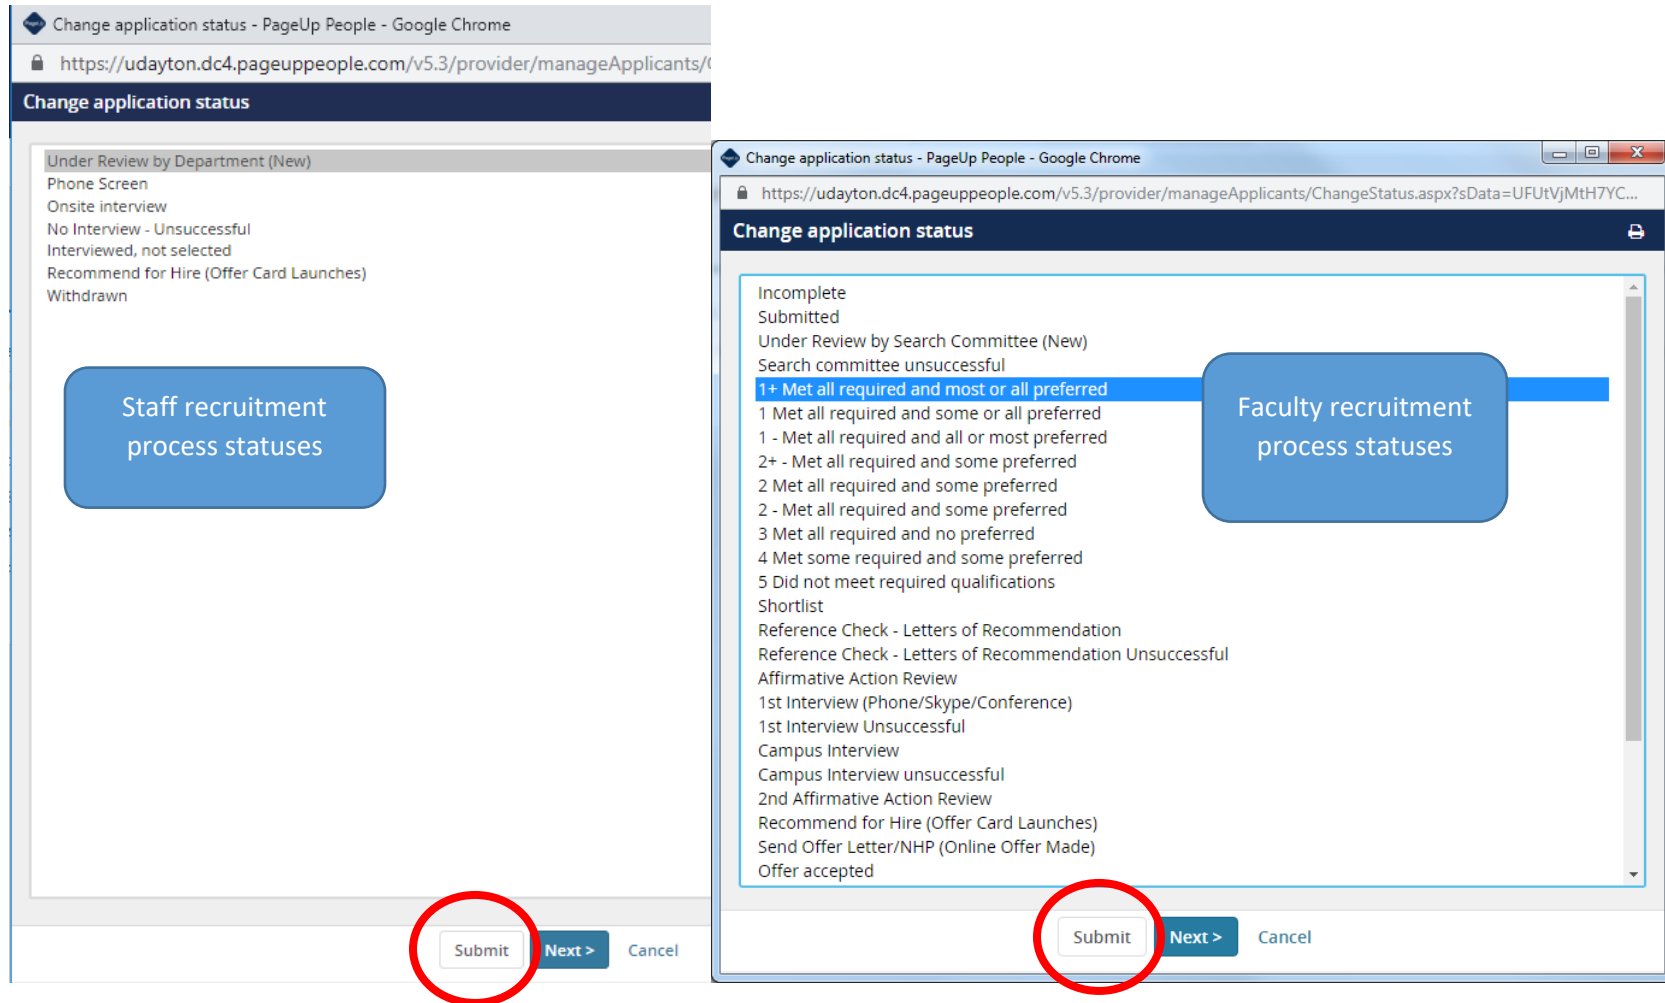 Change application status - PageUp People - Google Chrome
https://udayton.dc4.pageuppeople.com/v5.3/provider/manageApplicants/
Change application status
Under Review by Department (New)
Phone Screen
Onsite interview
No Interview - Unsuccessful
Interviewed, not selected
Recommend for Hire (Offer Card Launches)
Withdrawn
Staff recruitment
process statuses
Submit
Next >
Cancel
Change application status - PageUp People - Google Chrome
https://udayton.dc4.pageuppeople.com/v5.3/provider/manageApplicants/ChangeStatus.aspx?sData=UFUtVjMtH7YC...
Change application status
Incomplete
Submitted
Under Review by Search Committee (New)
Search committee unsuccessful
1+ Met all required and most or all preferred
1 Met all required and some or all preferred
1 - Met all required and all or most preferred
2+ - Met all required and some preferred
2 Met all required and some preferred
2 - Met all required and some preferred
3 Met all required and no preferred
4 Met some required and some preferred
5 Did not meet required qualifications
Shortlist
Reference Check - Letters of Recommendation
Reference Check - Letters of Recommendation Unsuccessful
Affirmative Action Review
1st Interview (Phone/Skype/Conference)
1st Interview Unsuccessful
Campus Interview
Campus Interview unsuccessful
2nd Affirmative Action Review
Recommend for Hire (Offer Card Launches)
Send Offer Letter/NHP (Online Offer Made)
Offer accepted
Faculty recruitment
process statuses
Submit
Next >
Cancel